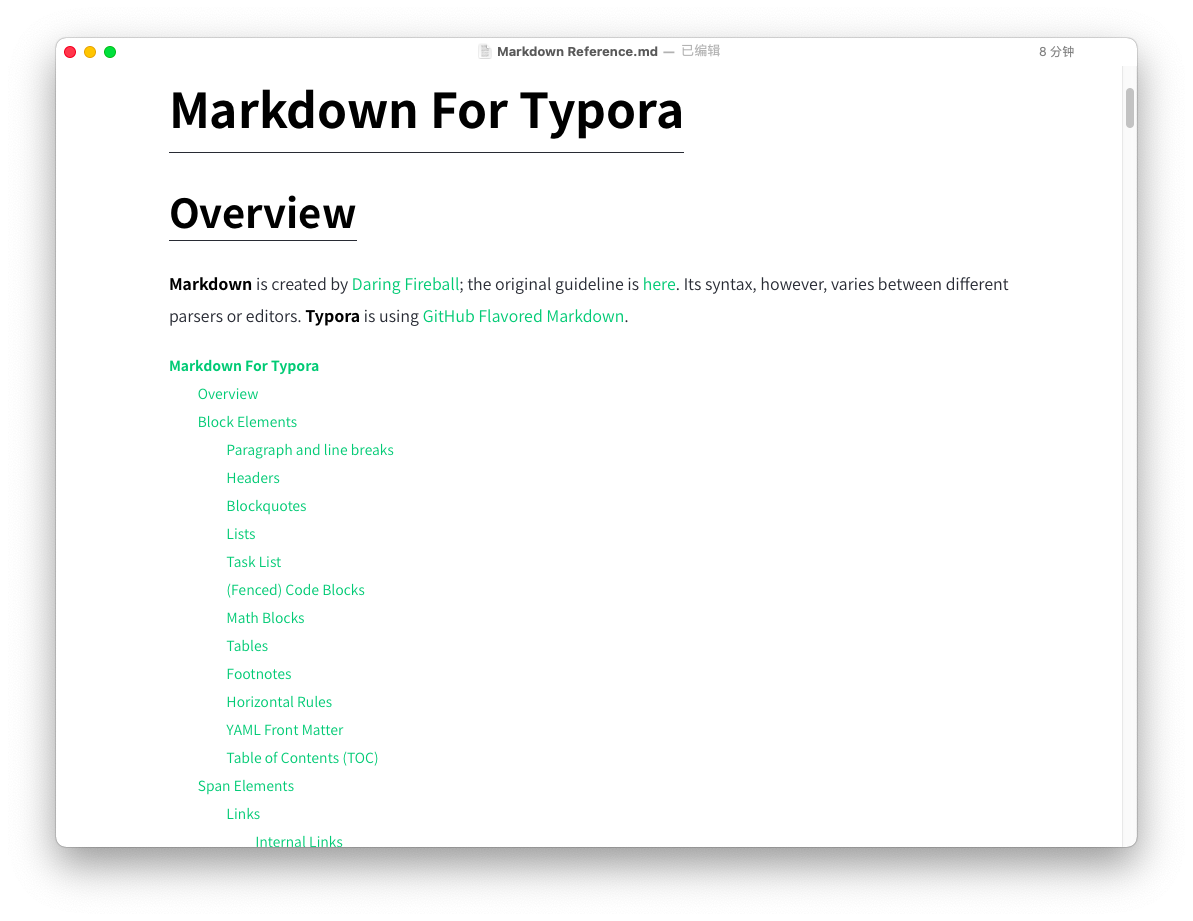 Markdown Reference.md — 已编辑
8 分钟
Markdown For Typora
Overview
Markdown is created by Daring Fireball; the original guideline is here. Its syntax, however, varies between different
parsers or editors. Typora is using GitHub Flavored Markdown.
Markdown For Typora
Overview
Block Elements
Paragraph and line breaks
Headers
Blockquotes
Lists
Task List
(Fenced) Code Blocks
Math Blocks
Tables
Footnotes
Horizontal Rules
YAML Front Matter
Table of Contents (TOC)
Span Elements
Links
Internal Links